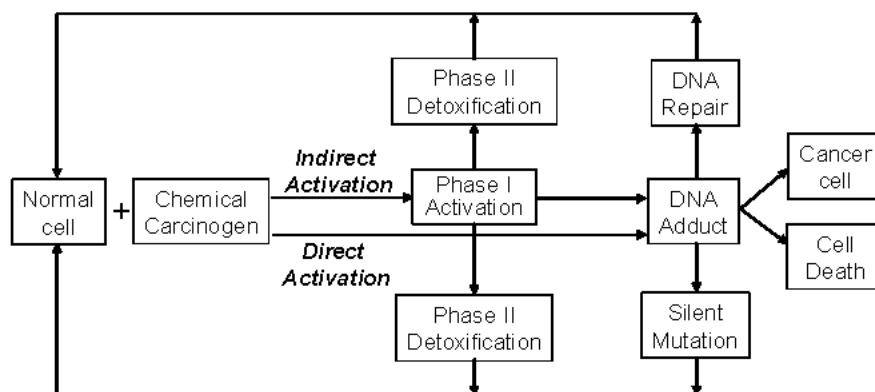 Phase II
Detoxification
DNA
Repair
Indirect
Activation
Cancer
cell
Normal
cell
+
Chemical
Carcinogen
Phase I
Activation
DNA
Adduct
Direct
Activation
Cell
Death
Phase II
Detoxification
Silent
Mutation